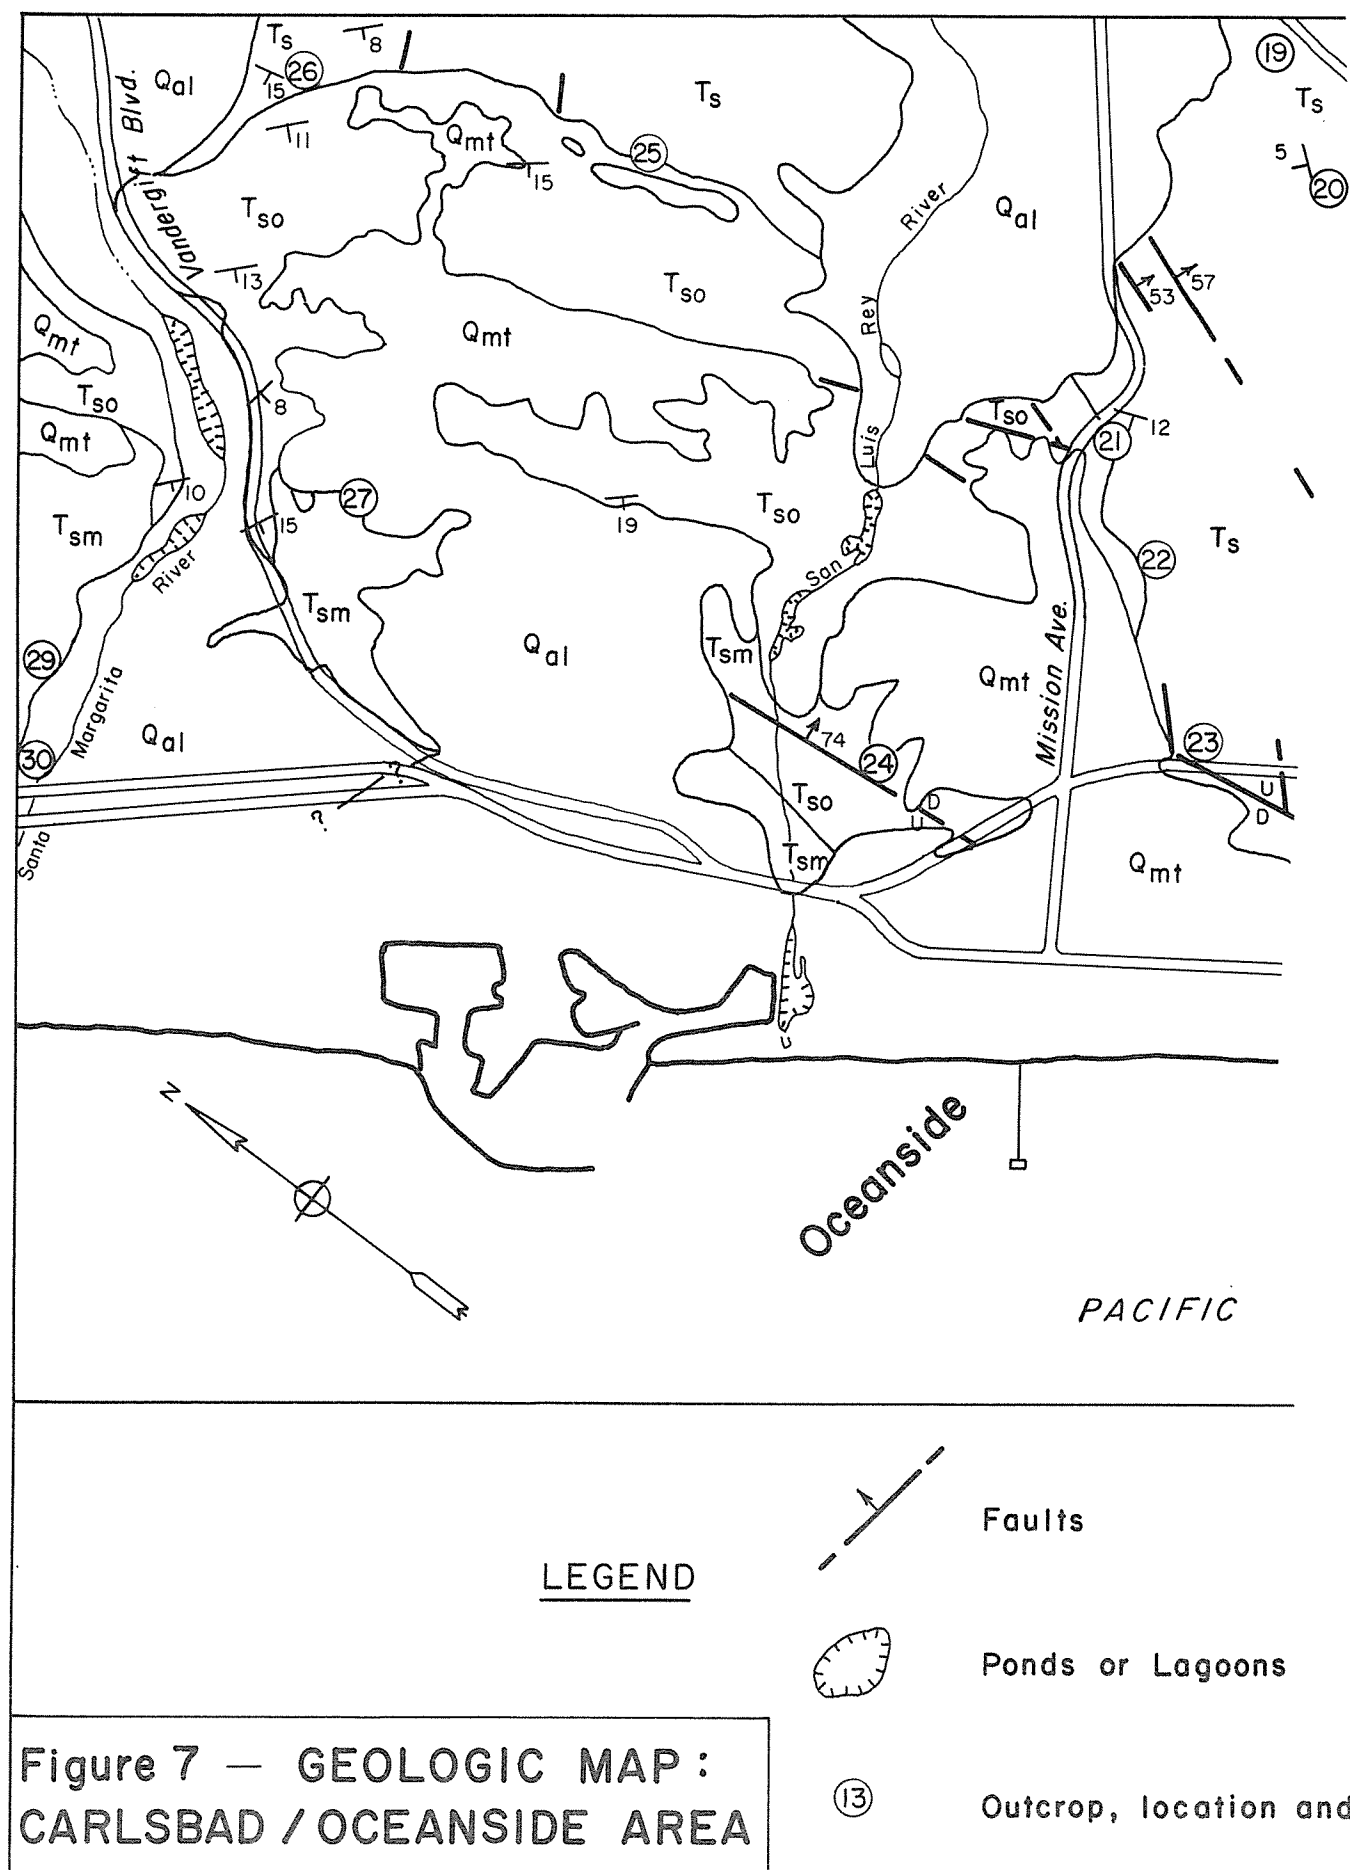 Ts
8
26
15
Qal
Vandergift Blvd.
11
Qmt
15
Ts
25
19
Ts
5
20
Tso
13
Tso
Qal
River
Rey
Luis
San
53
57
Qmt
Tso
Qmt
Qmt
8
Tso
21
12
10
27
15
19
Tso
Tsm
River
Margarita
Santa
Tsm
Qal
Tsm
22
Ts
29
30
Qal
Mission Ave.
Qmt
74
24
23
?
?
Tso
D
U
U
D
Tsm
Qmt
N
Oceanside
PACIFIC
LEGEND
Faults
Ponds or Lagoons
13
Outcrop, location and
Figure 7 — GEOLOGIC MAP:
CARLSBAD / OCEANSIDE AREA